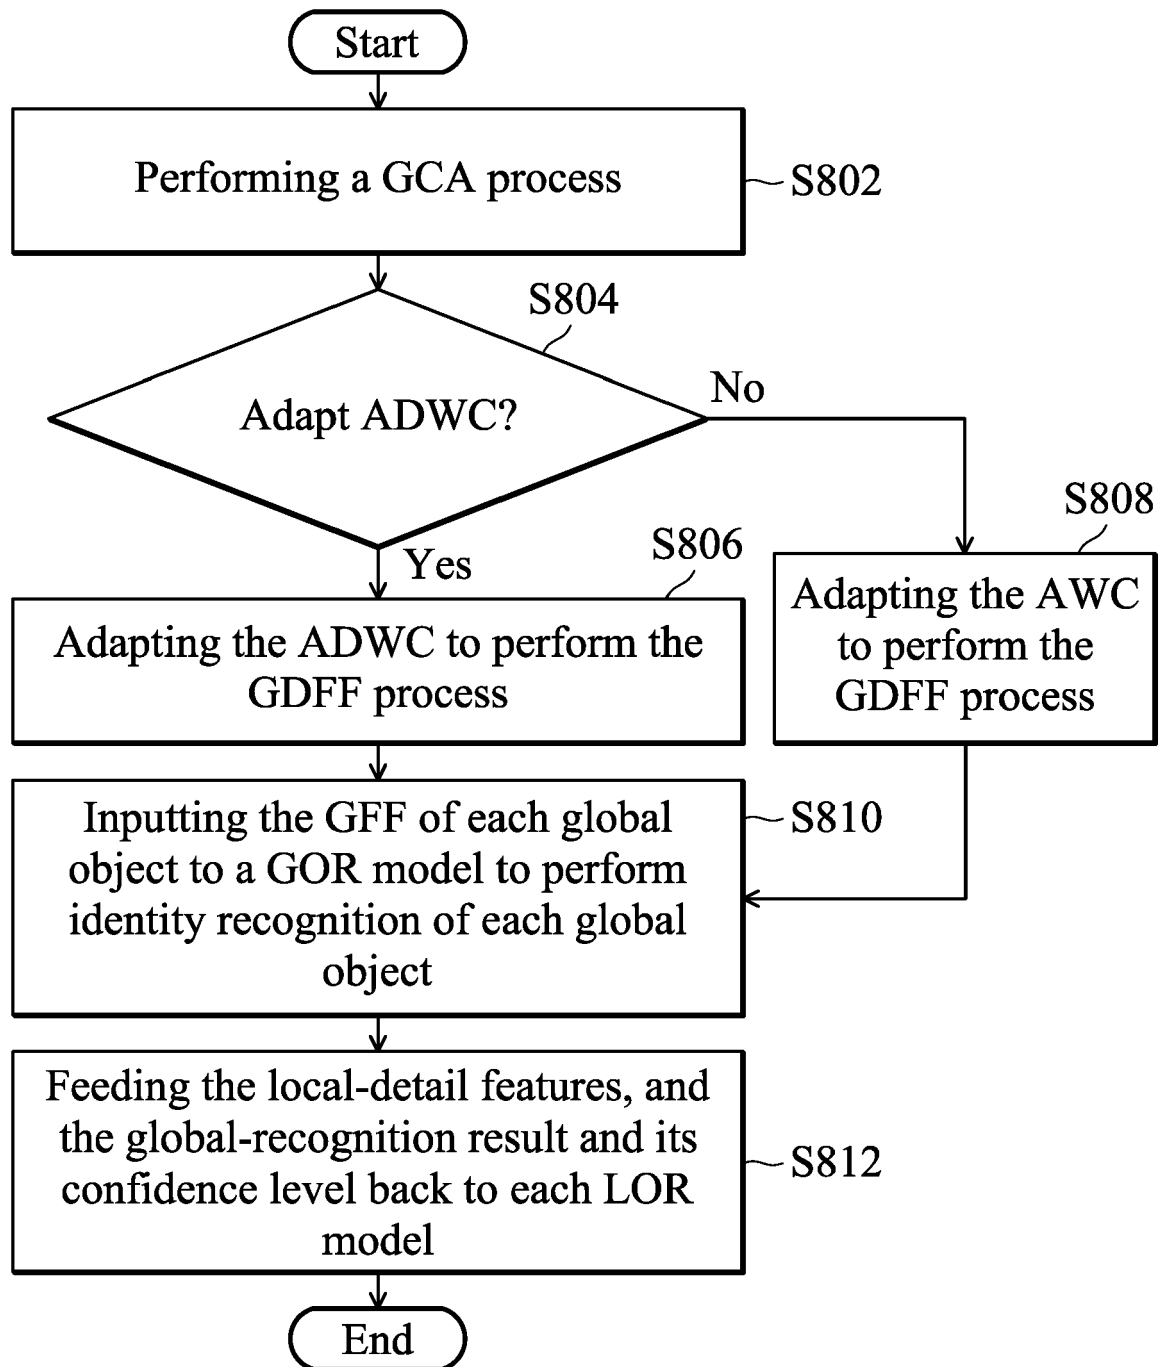 Start
Performing a GCA process
S802
S804
Adapt ADWC?
No
Yes
S806
S808
Adapting the ADWC to perform the
GDFF process
Adapting the AWC
to perform the
GDFF process
Inputting the GFF of each global
object to a GOR model to perform
identity recognition of each global
object
S810
Feeding the local-detail features, and
the global-recognition result and its
confidence level back to each LOR
model
S812
End